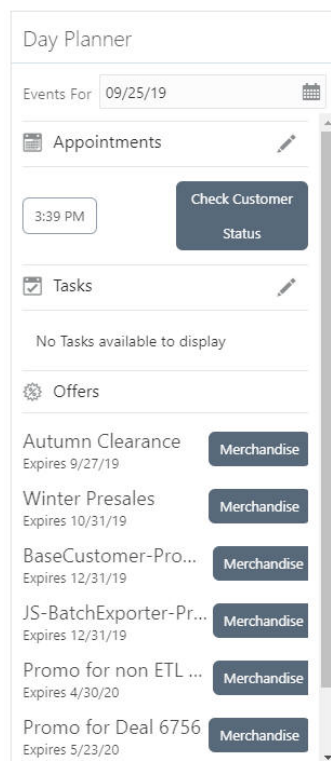 Day Planner
Events For 09/25/19
Appointments
3:39 PM
Check Customer
Status
Tasks
No Tasks available to display
Offers
Autumn Clearance
Expires 9/27/19
Merchandise
Winter Presales
Expires 10/31/19
Merchandise
BaseCustomer-Pro...
Expires 12/31/19
Merchandise
JS-BatchExporter-Pr...
Expires 12/31/19
Merchandise
Promo for non ETL ...
Expires 4/30/20
Merchandise
Promo for Deal 6756
Expires 5/23/20
Merchandise